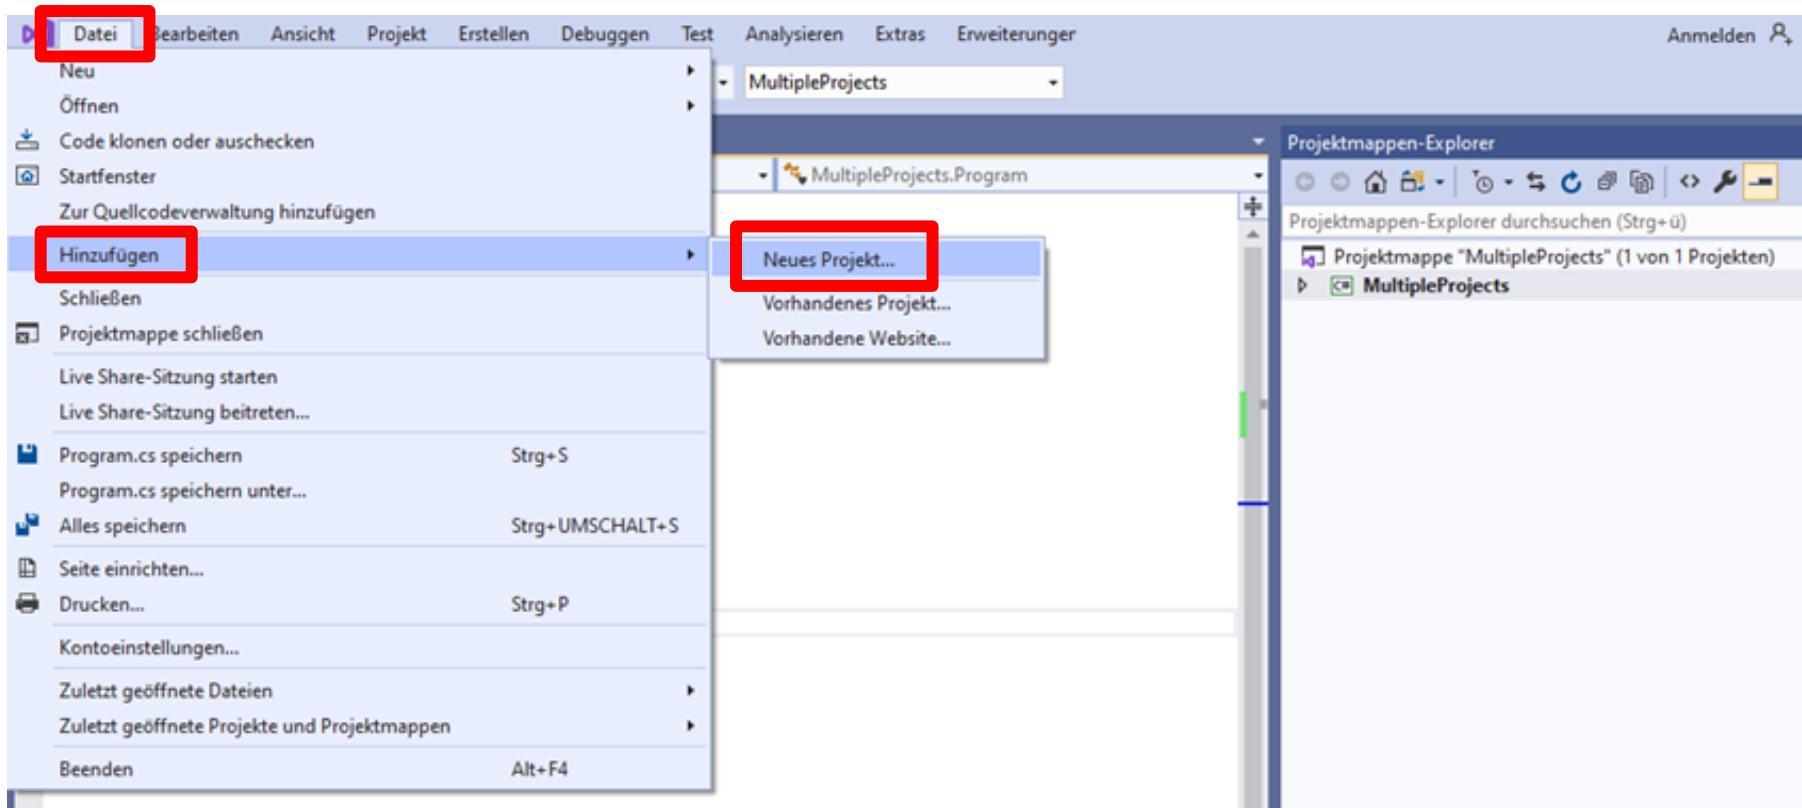 Datei Bearbeiten Ansicht Projekt Erstellen Debuggen Test Analysieren Extras Erweiterunger Anmelden
Neu
Öffnen
Code klonen oder auschecken
Startfenster
Zur Quellcodeverwaltung hinzufügen
Hinzufügen
Schließen
Projektmappe schließen
Live Share-Sitzung starten
Live Share-Sitzung beitreten...
Program.cs speichern Strg+S
Program.cs speichern unter...
Alles speichern Strg+UMSCHALT+S
Seite einrichten...
Drucken... Strg+P
Kontoeinstellungen...
Zuletzt geöffnete Dateien
Zuletzt geöffnete Projekte und Projektmappen
Beenden Alt+F4
Neues Projekt...
Vorhandenes Projekt...
Vorhandene Website...
MultipleProjects
MultipleProjects.Program
Projektmappen-Explorer
Projektmappen-Explorer durchsuchen (Strg+ü)
Projektmappe "MultipleProjects" (1 von 1 Projekten)
C# MultipleProjects